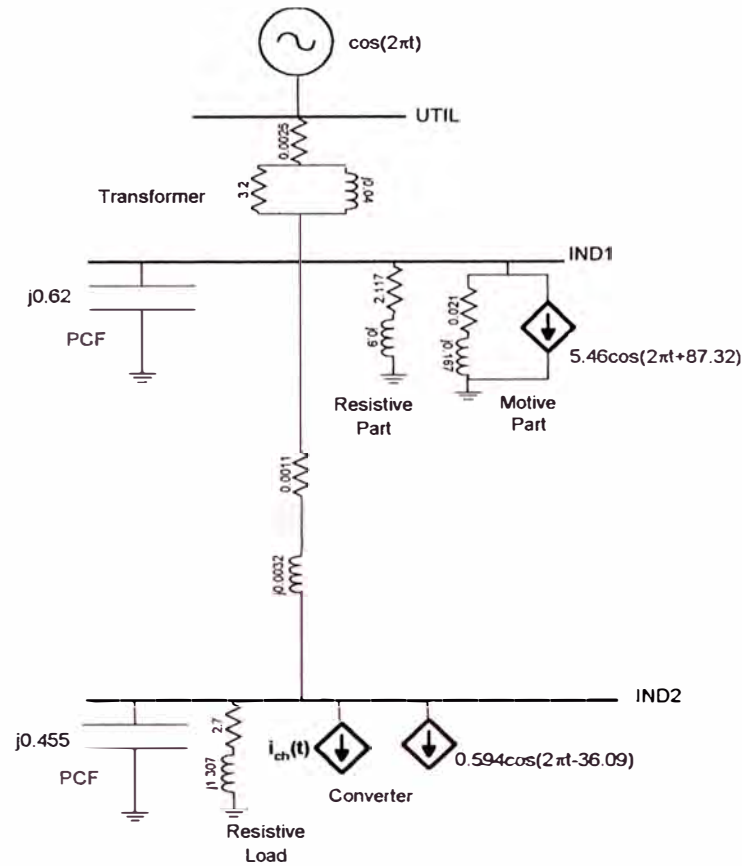 cos(2πt)
UTIL
0.0025
Transformer
3.2
j0.04
IND1
j0.62
PCF
2.117
j0.9
0.021
j0.167
5.46cos(2πt+87.32)
Resistive
Part
Motive
Part
0.0011
j0.0032
IND2
j0.455
PCF
2.7
j1.307
i_ch(t)
0.594cos(2πt-36.09)
Converter
Resistive
Load